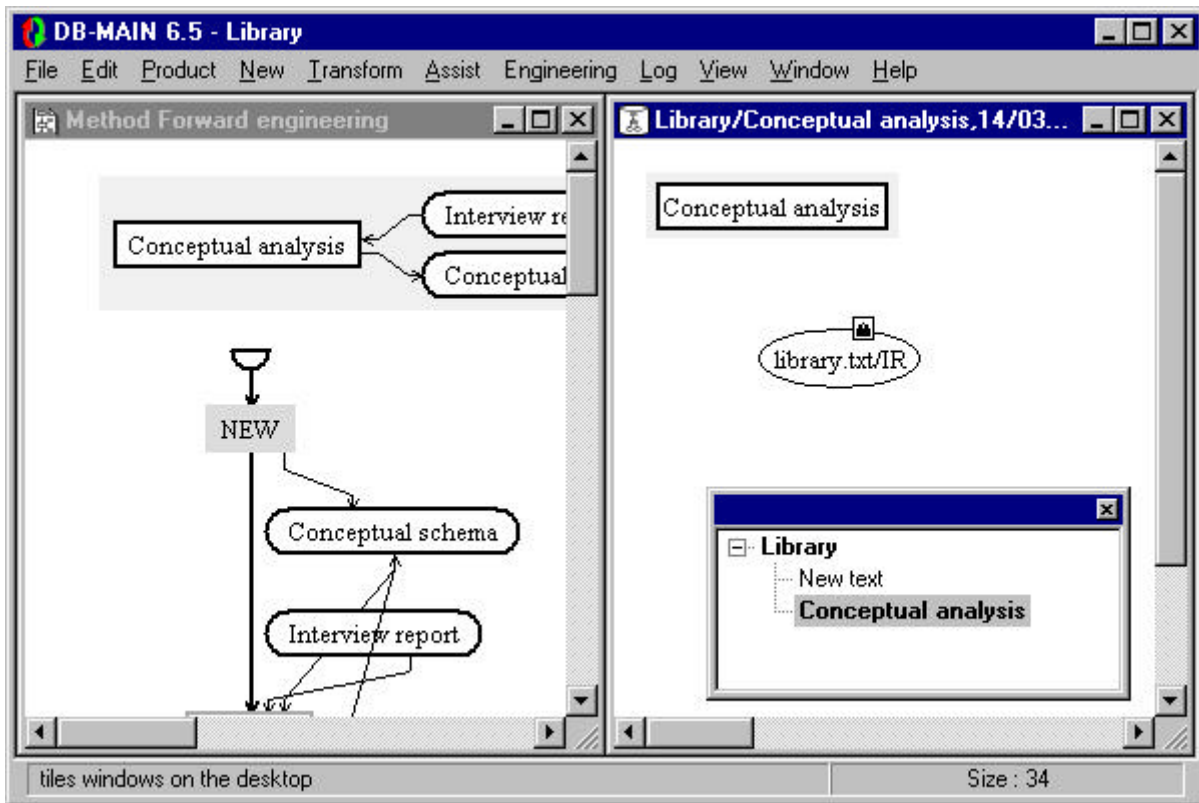 DB-MAIN 6.5 - Library
File Edit Product New Transform Assist Engineering Log View Window Help
Method Forward engineering
Interview re
Conceptual analysis
Conceptual
NEW
Conceptual schema
Interview report
Library/Conceptual analysis,14/03...
Conceptual analysis
library.txt/IR
Library
New text
Conceptual analysis
tiles windows on the desktop
Size : 34